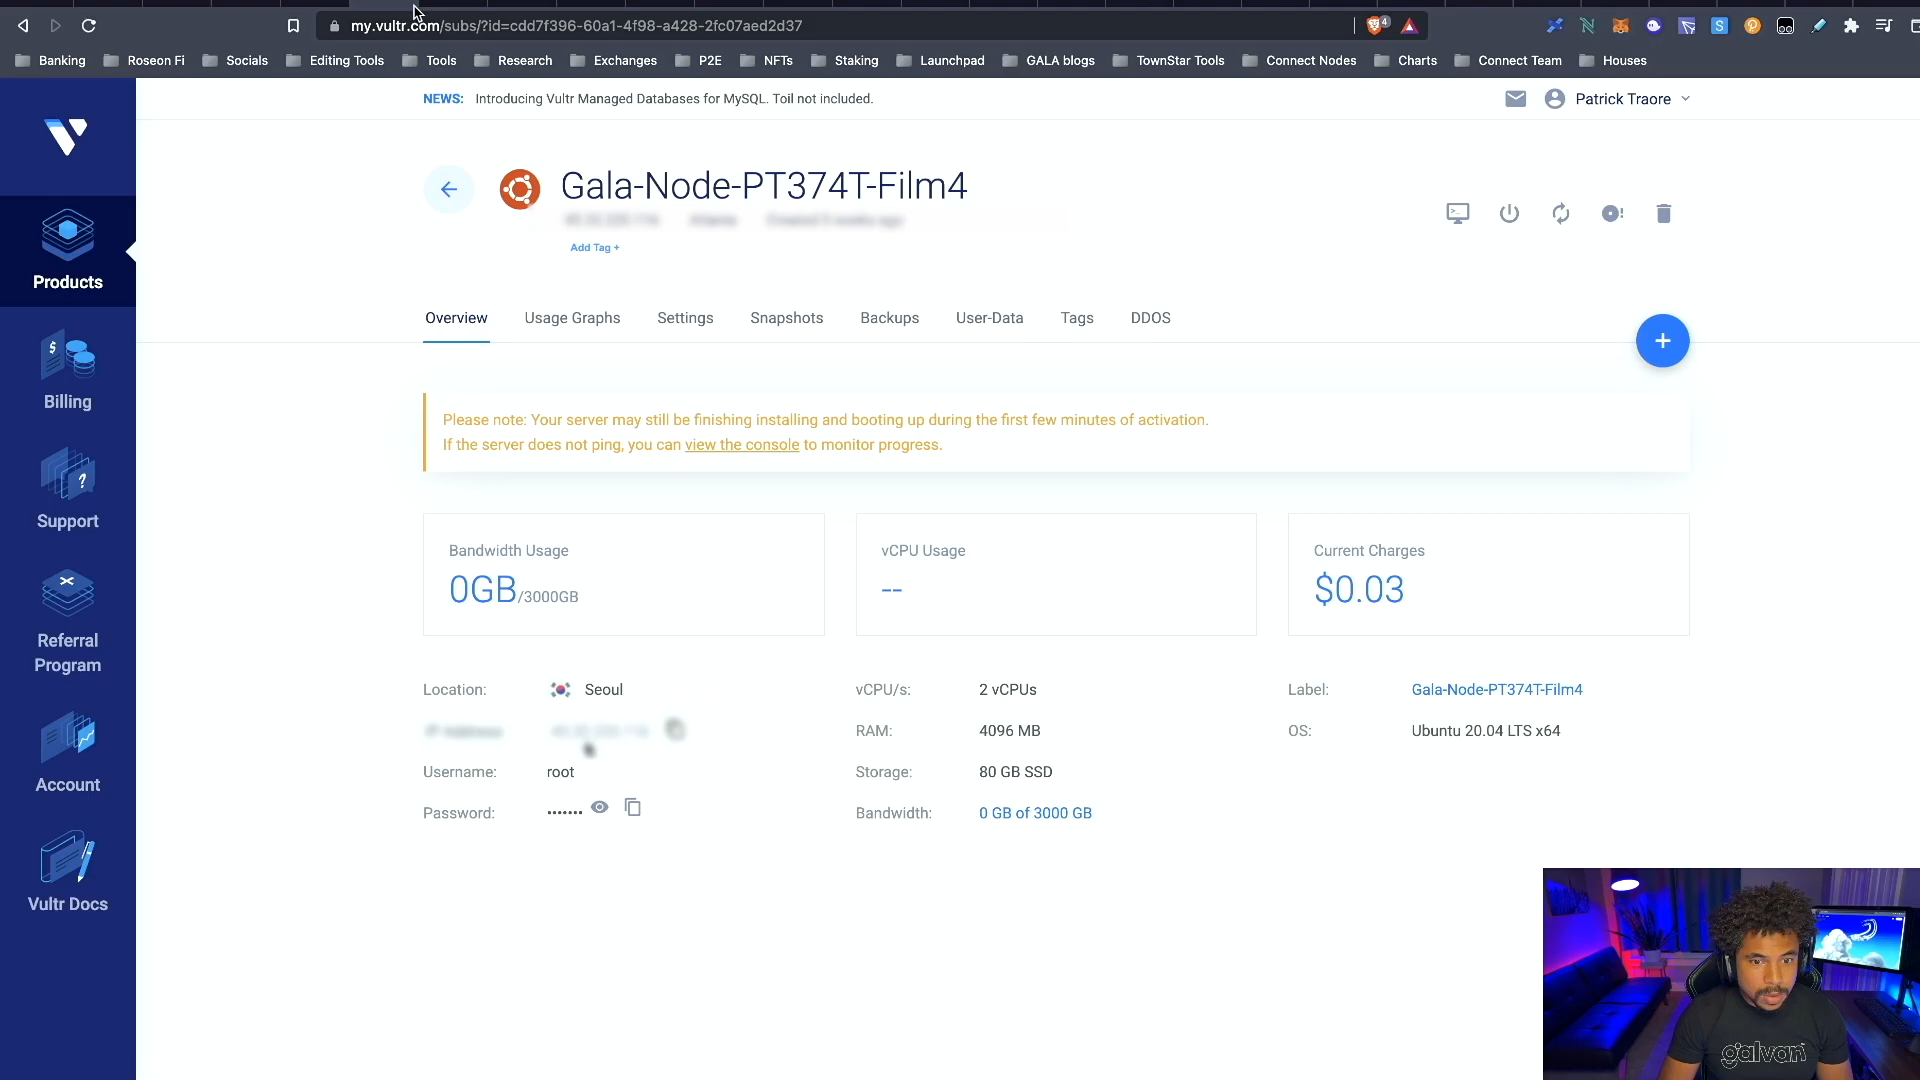 my.vultr.com/subs/?id=cdd7f396-60a1-4f98-a428-2fc07aed2d37
4
Banking Roseon Fi Socials Editing Tools Tools Research Exchanges P2E NFTs Staking Launchpad GALA blogs TownStar Tools Connect Nodes Charts Connect Team Houses
NEWS: Introducing Vultr Managed Databases for MySQL. Toil not included.
Patrick Traore
Gala-Node-PT374T-Film4
Add Tag +
Products
Billing
Support
Referral
Program
Account
Vultr Docs
Overview Usage Graphs Settings Snapshots Backups User-Data Tags DDOS
Please note: Your server may still be finishing installing and booting up during the first few minutes of activation.
If the server does not ping, you can view the console to monitor progress.
Bandwidth Usage
0GB/3000GB
vCPU Usage
--
Current Charges
$0.03
Location: Seoul
Username: root
Password: •••••••
vCPU/s: 2 vCPUs
RAM: 4096 MB
Storage: 80 GB SSD
Bandwidth: 0 GB of 3000 GB
Label: Gala-Node-PT374T-Film4
OS: Ubuntu 20.04 LTS x64
galvan